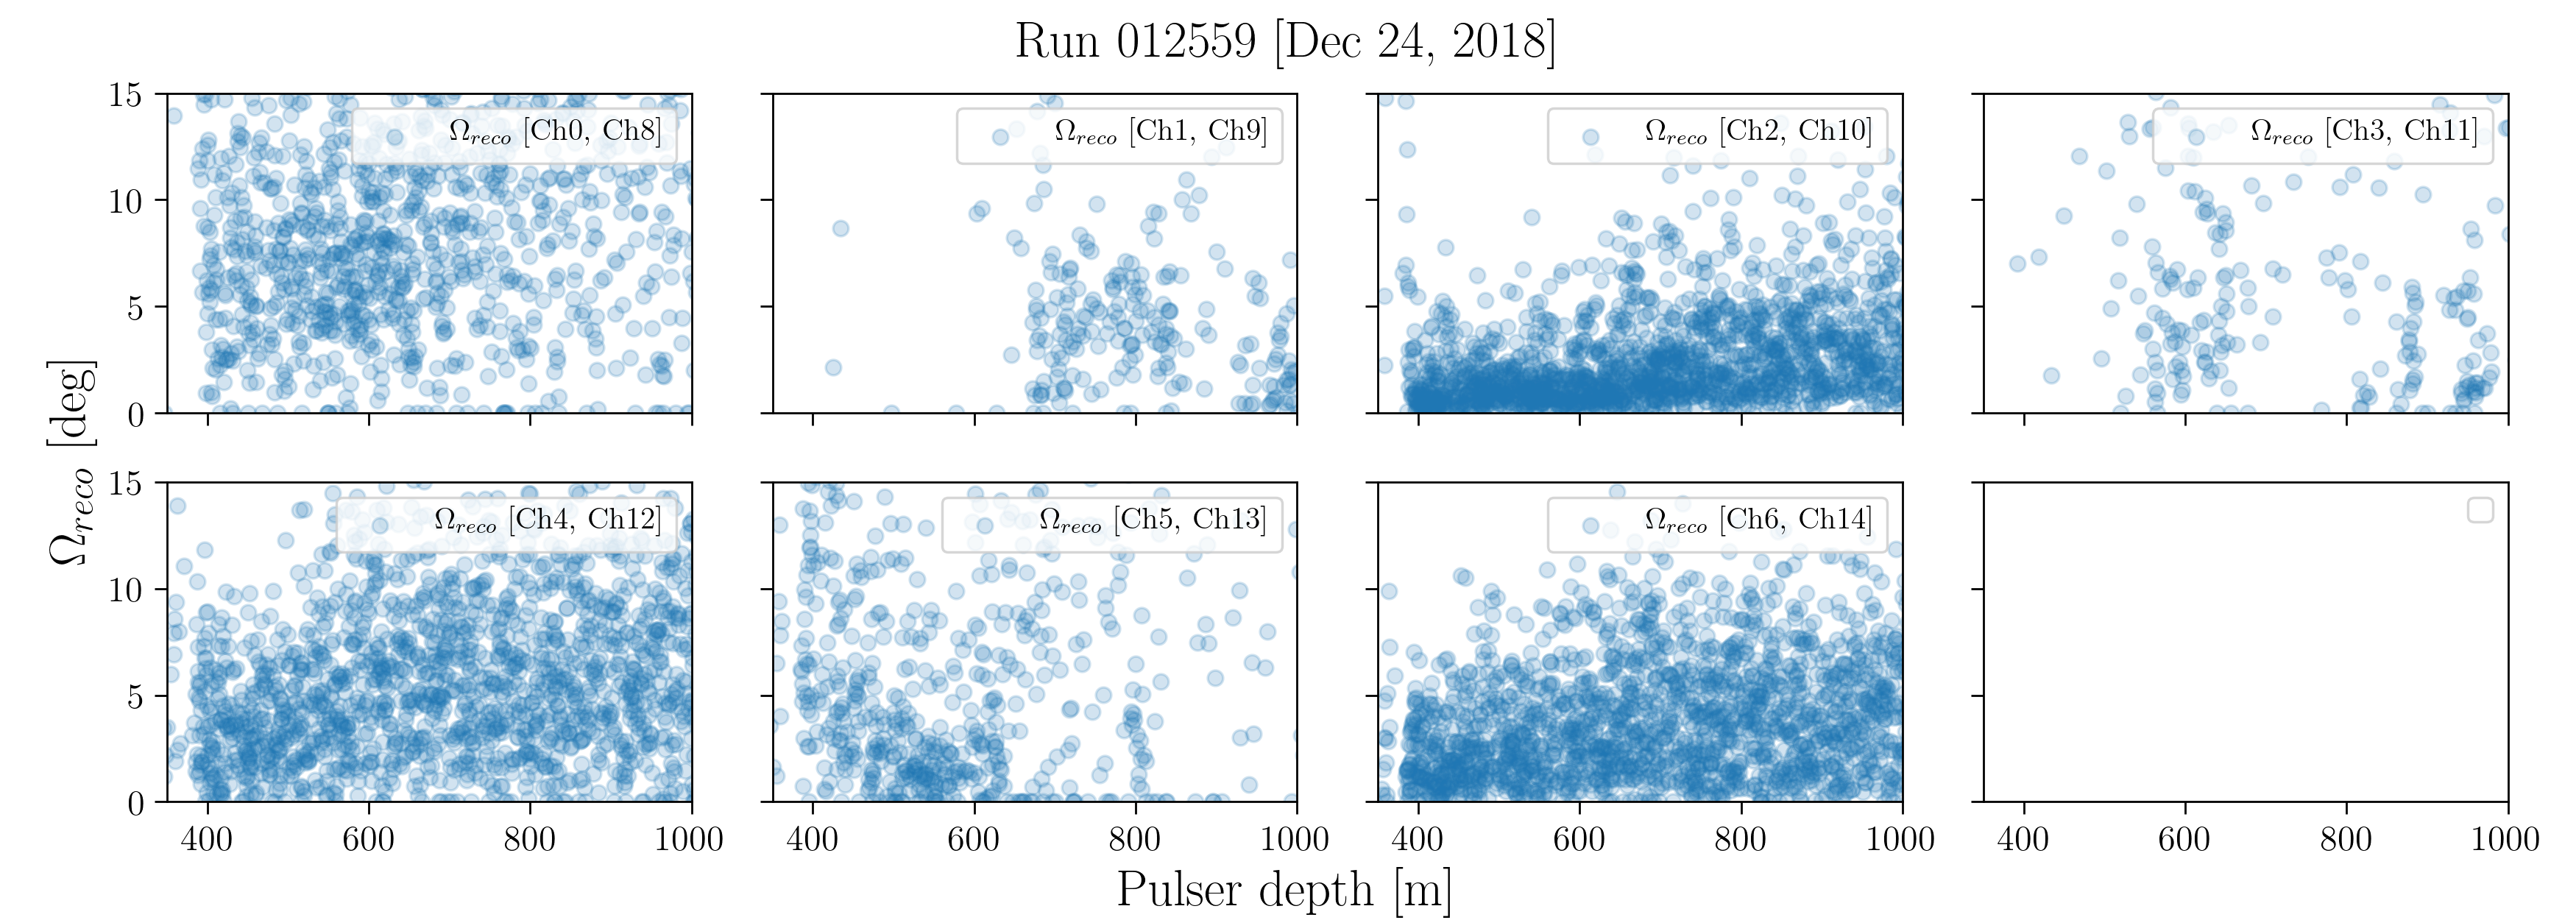 Run 012559 [Dec 24, 2018]
15
10
5
0
Ω_reco [Ch0, Ch8]
Ω_reco [Ch1, Ch9]
Ω_reco [Ch2, Ch10]
Ω_reco [Ch3, Ch11]
Ω_reco [deg]
15
10
5
0
Ω_reco [Ch4, Ch12]
Ω_reco [Ch5, Ch13]
Ω_reco [Ch6, Ch14]
400 600 800 1000
400 600 800 1000
400 600 800 1000
400 600 800 1000
Pulser depth [m]